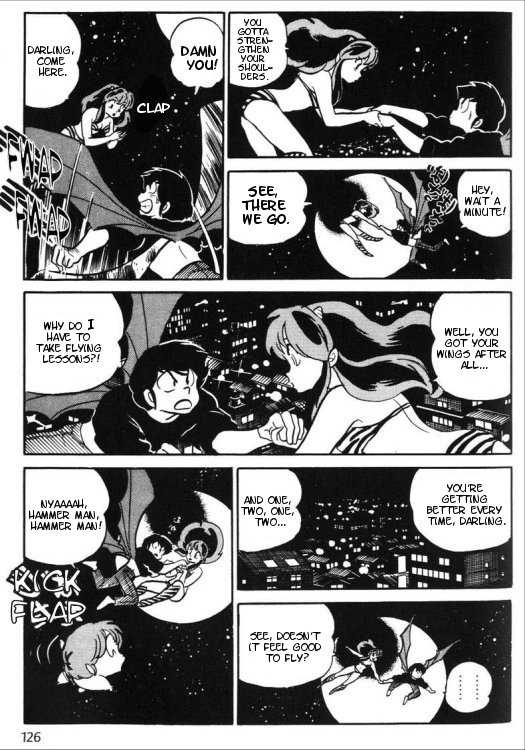 DARLING,
COME
HERE.
DAMN
YOU!
CLAP
FWAP
FWAP
YOU
GOTTA
STREN-
GTHEN
YOUR
SHOUL-
DERS.
SEE,
THERE
WE GO.
HEY,
WAIT A
MINUTE!
WHY DO I
HAVE TO
TAKE FLYING
LESSONS?!
WELL, YOU
GOT YOUR
WINGS AFTER
ALL...
NYAAAAH,
HAMMER MAN,
HAMMER MAN!
KICK
FLAP
AND ONE,
TWO, ONE,
TWO...
YOU'RE
GETTING
BETTER EVERY
TIME, DARLING.
SEE, DOESN'T
IT FEEL GOOD
TO FLY?
......
126